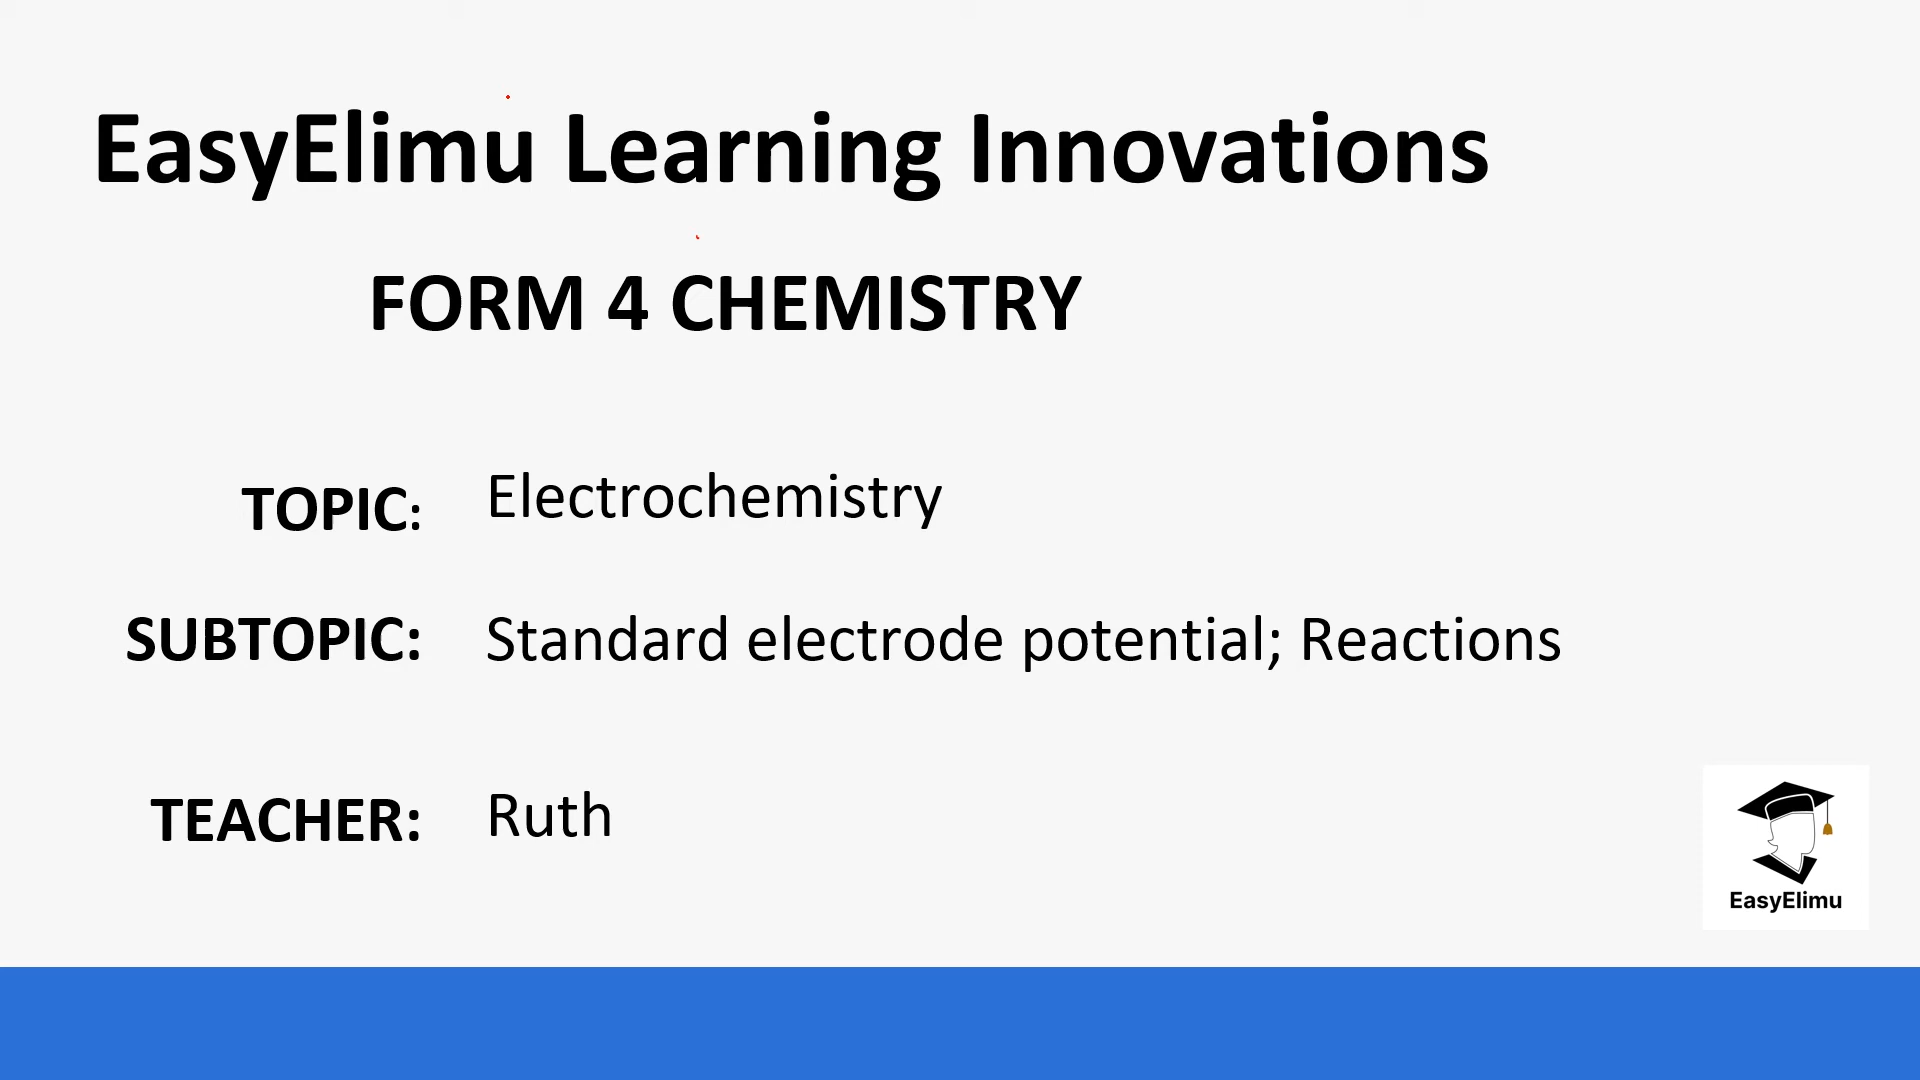 EasyElimu Learning Innovations
FORM 4 CHEMISTRY
TOPIC: Electrochemistry
SUBTOPIC: Standard electrode potential; Reactions
TEACHER: Ruth
EasyElimu